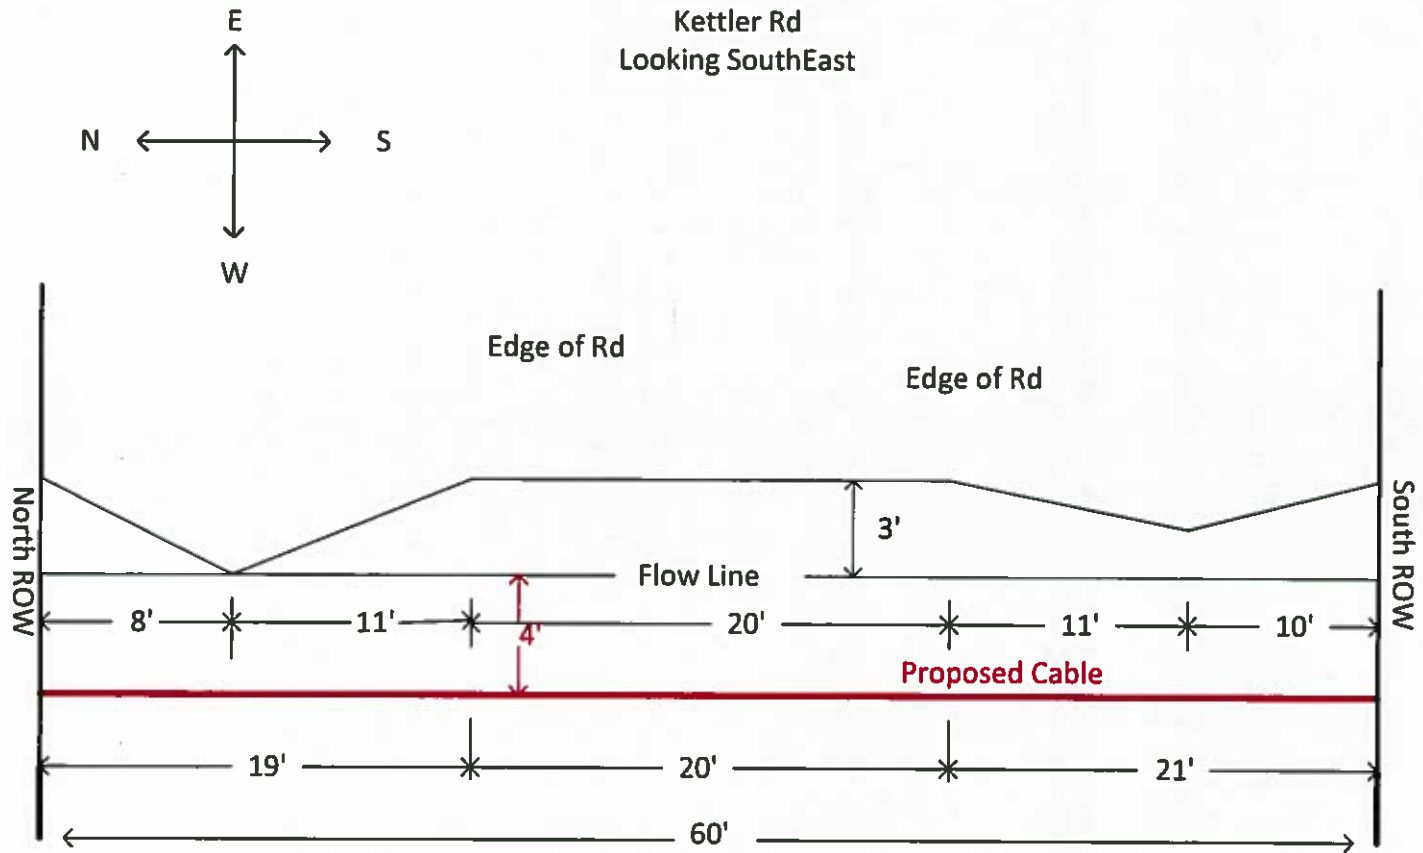 E
Kettler Rd
Looking SouthEast
N
S
W
Edge of Rd
Edge of Rd
North ROW
South ROW
3'
Flow Line
8'
11'
4'
20'
11'
10'
Proposed Cable
19'
20'
21'
60'